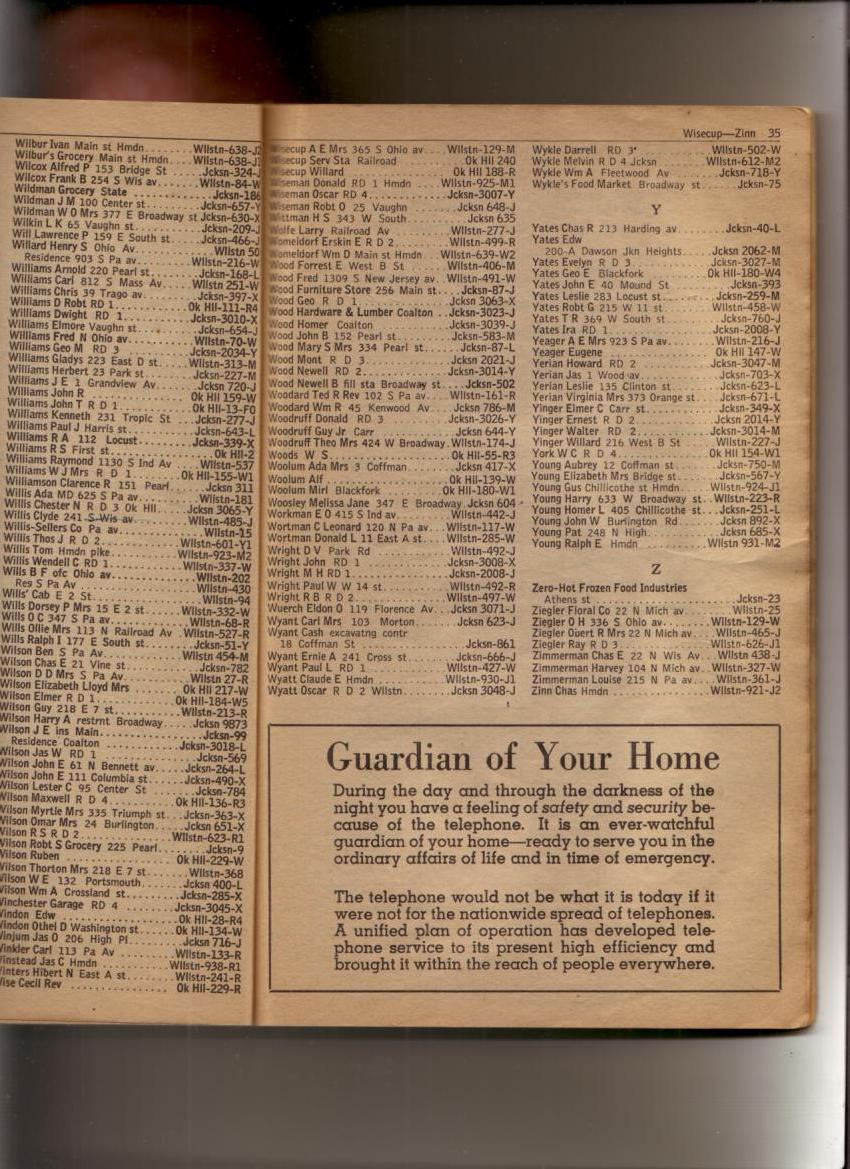 Wilbur Ivan Main st Hmdn........Wllstn-638-J
Wilbur's Grocery Main st Hmdn....Wllstn-638-J
Wilcox Alfred P 153 Bridge St.....Jcksn-324-J
Wilcox Frank B 254 S Wis av......Wllstn-84-W
Wildman Grocery State ............Jcksn-186
Wildman J M 100 Center st........Jcksn-657-Y
Wildman W O Mrs 377 E Broadway st Jcksn-630-X
Wilkin L K 65 Vaughn st...........Jcksn-209-J
Will Lawrence P 159 E South st....Jcksn-466-J
Willard Henry S Ohio Av............Wllstn 50
Residence 903 S Pa av...........Wllstn-216-W
Williams Arnold 220 Pearl st.......Jcksn-168-L
Williams Carl 812 S Mass Av......Wllstn 251-W
Williams Chris 39 Trago av.........Jcksn-397-X
Williams D Robt RD 1..............Ok Hll-111-R4
Williams Dwight RD 1..............Jcksn-3010-X
Williams Elmore Vaughn st.........Jcksn-654-J
Williams Fred N Ohio av...........Wllstn-70-W
Williams Geo M RD 3...............Jcksn-2034-Y
Williams Gladys 223 East D st....Wllstn-313-M
Williams Herbert 23 Park st.......Jcksn-227-M
Williams J E 1 Grandview Av.......Jcksn 720-J
Williams John R ..................Ok Hll 159-W
Williams John T R D 1.............Ok Hll-13-F0
Williams Kenneth 231 Tropic St ...Jcksn-277-J
Williams Paul J Harris st..........Jcksn-643-L
Williams R A 112 Locust...........Jcksn-339-X
Williams R S First st...............Ok Hll-2
Williams Raymond 1130 S Ind Av...Wllstn-537
Williams W J Mrs R D 1..........Ok Hll-155-W1
Williamson Clarence R 151 Pearl...Jcksn 311
Willis Ada MD 625 S Pa av.........Wllstn-181
Willis Chester N R D 3 Ok Hll.....Jcksn 3065-Y
Willis Clyde 241 S Wis av.........Wllstn-485-J
Willis-Sellers Co Pa av............Wllstn-15
Willis Thos J R D 2..............Wllstn-601-Y1
Willis Tom Hmdn pike.............Wllstn-923-M2
Willis Wendell C RD 1.............Wllstn-337-W
Wills B F ofc Ohio av..............Wllstn-202
Res S Pa Av.....................Wllstn-430
Wills' Cab E 2 St..................Wllstn-94
Wills Dorsey P Mrs 15 E 2 st......Wllstn-332-W
Wills O C 347 S Pa av.............Wllstn-68-R
Wills Ollie Mrs 113 N Railroad Av .Wllstn-527-R
Wills Ralph I 177 E South st.......Jcksn-51-Y
Wilson Ben S Pa Av...............Wllstn 454-M
Wilson Chas E 21 Vine st..........Jcksn-782
Wilson D D Mrs S Pa Av...........Wllstn 27-R
Wilson Elizabeth Lloyd Mrs .......Ok Hll 217-W
Wilson Elmer R D 1...............Ok Hll-184-W5
Wilson Guy 218 E 7 st............Wllstn-213-R
Wilson Harry A restrnt Broadway....Jcksn 9873
Wilson J E ins Main................Jcksn-99
Residence Coalton ..............Jcksn-3018-L
Wilson Jas W RD 1................Jcksn-569
Wilson John E 61 N Bennett av.....Jcksn-264-L
Wilson John E 111 Columbia st.....Jcksn-490-X
Wilson Lester C 95 Center St......Jcksn-784
Wilson Maxwell R D 4.............Ok Hll-136-R3
Wilson Myrtle Mrs 335 Triumph st..Jcksn-363-X
Wilson Omar Mrs 24 Burlington....Jcksn 651-X
Wilson R S R D 2.................Wllstn-623-R1
Wilson Robt S Grocery 225 Pearl....Jcksn-9
Wilson Ruben ....................Ok Hll-229-W
Wilson Thorton Mrs 218 E 7 st.....Wllstn-368
Wilson W E 132 Portsmouth........Jcksn 400-L
Wilson Wm A Crossland st.........Jcksn-285-X
Winchester Garage RD 4...........Jcksn-3045-X
Windon Edw .....................Ok Hll-28-R4
Windon Othel D Washington st.....Ok Hll-134-W
Winjum Jas O 206 High Pl.........Jcksn 716-J
Winkler Carl 113 Pa Av............Wllstn-133-R
Winstead Jas C Hmdn ............Wllstn-938-R1
Winters Hibert N East A st........Wllstn-241-R
Wise Cecil Rev ..................Ok Hll-229-R
Wisecup—Zinn 35
Wisecup A E Mrs 365 S Ohio av...Wllstn-129-M
Wisecup Serv Sta Railroad ........Ok Hll 240
Wisecup Willard ..................Ok Hll 188-R
Wiseman Donald RD 1 Hmdn.....Wllstn-925-M1
Wiseman Oscar RD 4..............Jcksn-3007-Y
Wiseman Robt O 25 Vaughn ......Jcksn 648-J
Wittman H S 343 W South.........Jcksn 635
Wolfe Larry Railroad Av ..........Wllstn-277-J
Womeldorf Erskin E R D 2........Wllstn-499-R
Womeldorf Wm D Main st Hmdn..Wllstn-639-W2
Wood Forrest E West B St .......Wllstn-406-M
Wood Fred 1309 S New Jersey av..Wllstn-491-W
Wood Furniture Store 256 Main st...Jcksn-87-J
Wood Geo R D 1.................Jcksn 3063-X
Wood Hardware & Lumber Coalton ..Jcksn-3023-J
Wood Homer Coalton .............Jcksn-3039-J
Wood John B 152 Pearl st.........Jcksn-583-M
Wood Mary S Mrs 334 Pearl st....Jcksn-87-L
Wood Mont R D 3................Jcksn 2021-J
Wood Newell RD 2................Jcksn-3014-Y
Wood Newell B fill sta Broadway st....Jcksn-502
Woodard Ted R Rev 102 S Pa av...Wllstn-161-R
Woodard Wm R 45 Kenwood Av....Jcksn 786-M
Woodruff Donald RD 3............Jcksn-3026-Y
Woodruff Guy Jr Carr .............Jcksn 644-Y
Woodruff Theo Mrs 424 W Broadway.Wllstn-174-J
Woods W S......................Ok Hll-55-R3
Woolum Ada Mrs 3 Coffman.......Jcksn 417-X
Woolum Alf .....................Ok Hll-139-W
Woolum Mirl Blackfork...........Ok Hll-180-W1
Woosley Melissa Jane 347 E Broadway.Jcksn 604
Workman E O 415 S Ind av.......Wllstn-442-J
Wortman C Leonard 120 N Pa av...Wllstn-117-W
Wortman Donald L 11 East A st....Wllstn-285-W
Wright D V Park Rd .............Wllstn-492-J
Wright John RD 1................Jcksn-3008-X
Wright M H RD 1.................Jcksn-2008-J
Wright Paul W W 14 st...........Wllstn-492-R
Wright R B R D 2................Wllstn-497-W
Wuerch Eldon O 119 Florence Av...Jcksn 3071-J
Wyant Carl Mrs 103 Morton........Jcksn 623-J
Wyant Cash excavatng contr
18 Coffman St ..................Jcksn-861
Wyant Ernie A 241 Cross st.......Jcksn-666-J
Wyant Paul L RD 1..............Wllstn-427-W
Wyatt Claude E Hmdn ...........Wllstn-930-J1
Wyatt Oscar R D 2 Wllstn.........Jcksn 3048-J
Wykle Darrell RD 3...............Wllstn-502-W
Wykle Melvin R D 4 Jcksn .......Wllstn-612-M2
Wykle Wm A Fleetwood Av .......Jcksn-718-Y
Wykle's Food Market Broadway st....Jcksn-75
Y
Yates Chas R 213 Harding av......Jcksn-40-L
Yates Edw
200-A Dawson Jkn Heights......Jcksn 2062-M
Yates Evelyn R D 3..............Jcksn-3027-M
Yates Geo E Blackfork ..........Ok Hll-180-W4
Yates John E 40 Mound St .......Jcksn-393
Yates Leslie 283 Locust st........Jcksn-259-M
Yates Robt G 215 W 11 st.......Wllstn-458-W
Yates T R 369 W South st........Jcksn-760-J
Yates Ira RD 1..................Jcksn-2008-Y
Yeager A E Mrs 923 S Pa av......Wllstn-216-J
Yeager Eugene ..................Ok Hll 147-W
Yerian Howard RD 2.............Jcksn-3047-M
Yerian Jas 1 Wood av............Jcksn-703-X
Yerian Leslie 135 Clinton st.......Jcksn-623-L
Yerian Virginia Mrs 373 Orange st..Jcksn-671-L
Yinger Elmer C Carr st............Jcksn-349-X
Yinger Ernest R D 2.............Jcksn 2014-Y
Yinger Walter RD 2..............Jcksn-3014-M
Yinger Willard 216 West B St .....Wllstn-227-J
York W C R D 4.................Ok Hll 154-W1
Young Aubrey 12 Coffman st......Jcksn-750-M
Young Elizabeth Mrs Bridge st.....Jcksn-567-Y
Young Gus Chillicothe st Hmdn....Wllstn-924-J1
Young Harry 633 W Broadway st..Wllstn-223-R
Young Homer L 405 Chillicothe st..Jcksn-251-L
Young John W Burlington Rd......Jcksn 892-X
Young Pat 248 N High...........Jcksn 685-X
Young Ralph E Hmdn ...........Wllstn 931-M2
Z
Zero-Hot Frozen Food Industries
Athens st ......................Jcksn-23
Ziegler Floral Co 22 N Mich av.....Wllstn-25
Ziegler O H 336 S Ohio av.......Wllstn-129-W
Ziegler Robert R Mrs 22 N Mich av...Wllstn-465-J
Ziegler Ray R D 3...............Wllstn-626-J1
Zimmerman Chas E 22 N Wis Av..Wllstn 438-J
Zimmerman Harvey 104 N Mich av..Wllstn-327-W
Zimmerman Louise 215 N Pa av....Wllstn-361-J
Zinn Chas Hmdn.................Wllstn-921-J2
Guardian of Your Home
During the day and through the darkness of the
night you have a feeling of safety and security be-
cause of the telephone. It is an ever-watchful
guardian of your home—ready to serve you in the
ordinary affairs of life and in time of emergency.
The telephone would not be what it is today if it
were not for the nationwide spread of telephones.
A unified plan of operation has developed tele-
phone service to its present high efficiency and
brought it within the reach of people everywhere.